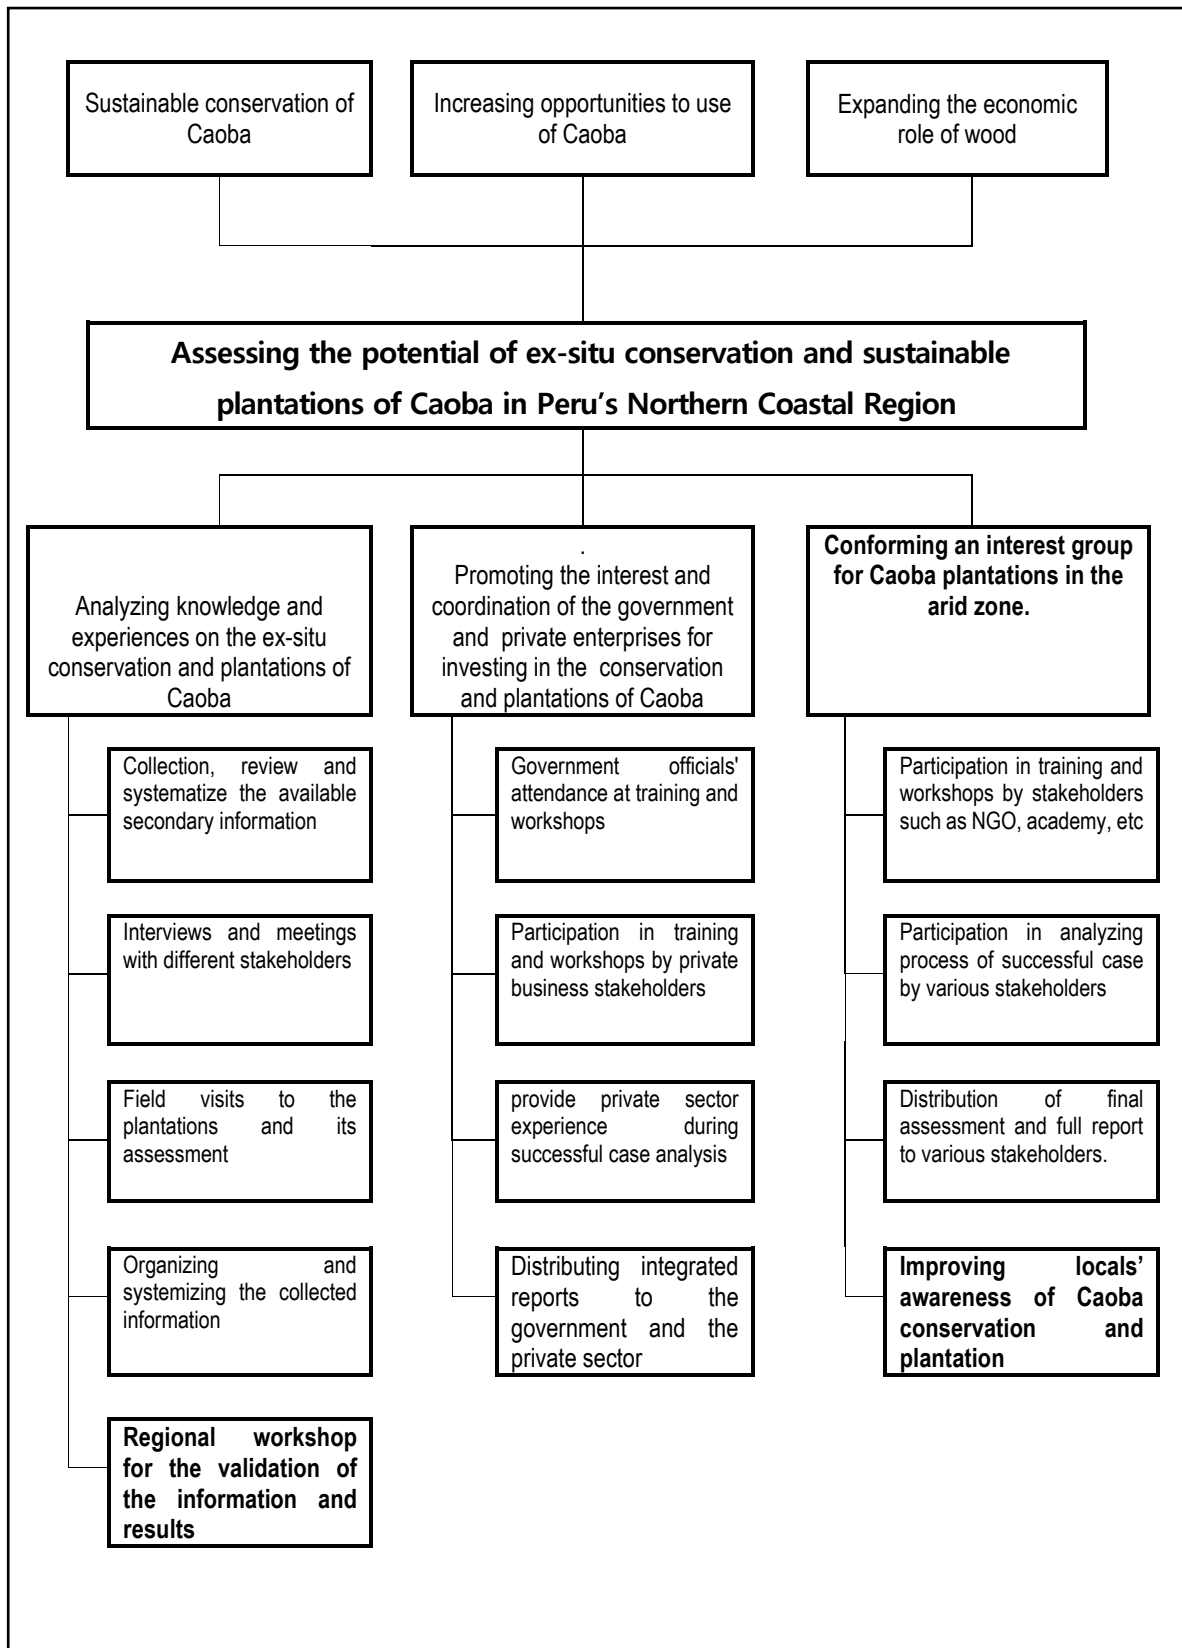 Sustainable conservation of
Caoba
Increasing opportunities to use
of Caoba
Expanding the economic
role of wood
Assessing the potential of ex-situ conservation and sustainable
plantations of Caoba in Peru’s Northern Coastal Region
Analyzing knowledge and
experiences on the ex-situ
conservation and plantations of
Caoba
.
Promoting the interest and
coordination of the government
and private enterprises for
investing in the conservation
and plantations of Caoba
Conforming an interest group
for Caoba plantations in the
arid zone.
Collection, review and
systematize the available
secondary information
Interviews and meetings
with different stakeholders
Field visits to the
plantations and its
assessment
Organizing and
systemizing the collected
information
Regional workshop
for the validation of
the information and
results
Government officials'
attendance at training and
workshops
Participation in training
and workshops by private
business stakeholders
provide private sector
experience during
successful case analysis
Distributing integrated
reports to the
government and the
private sector
Participation in training and
workshops by stakeholders
such as NGO, academy, etc
Participation in analyzing
process of successful case
by various stakeholders
Distribution of final
assessment and full report
to various stakeholders.
Improving locals’
awareness of Caoba
conservation and
plantation